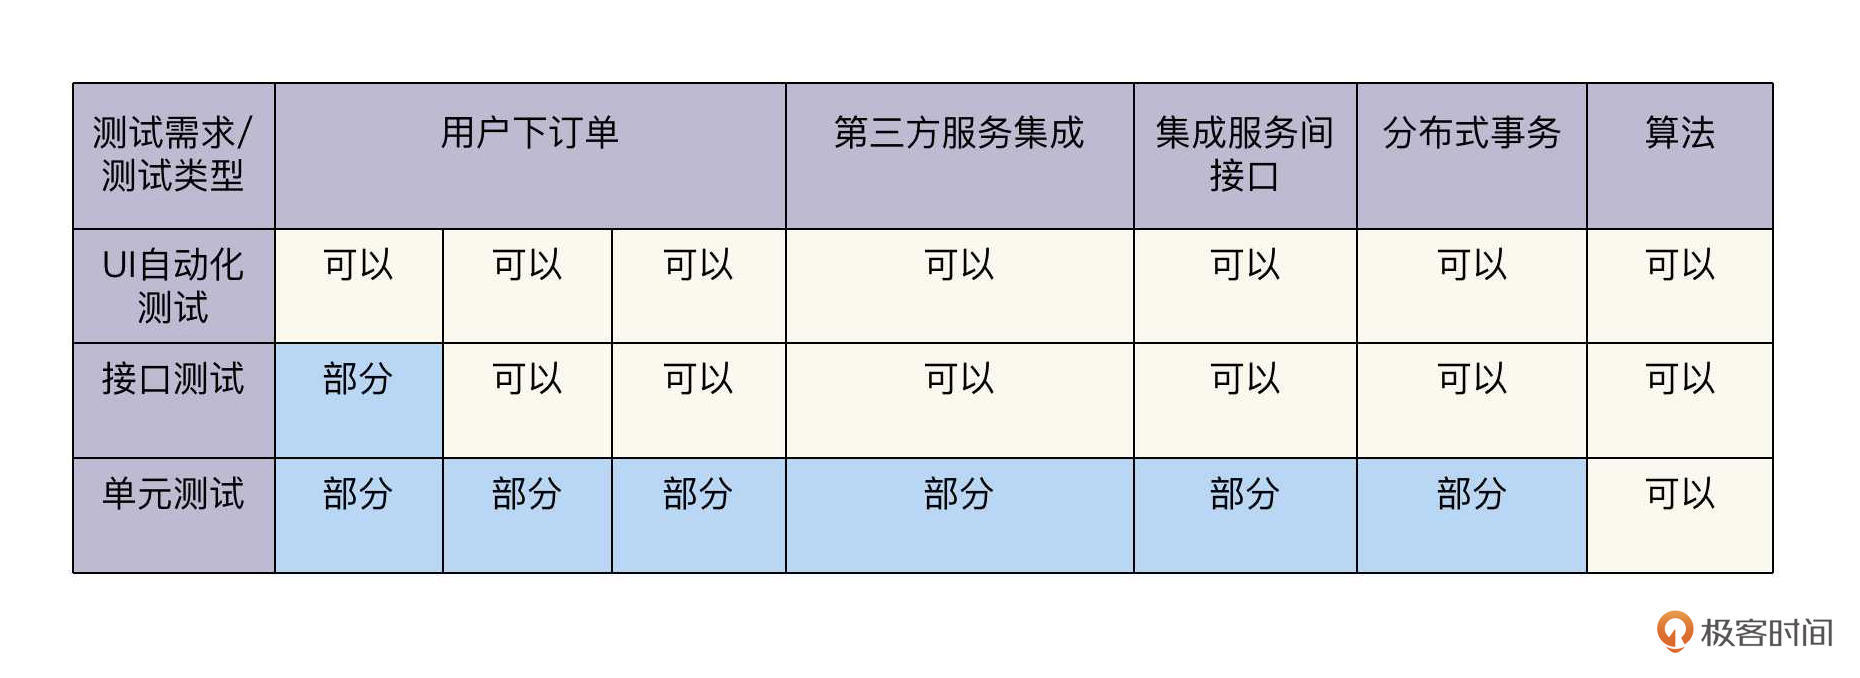 测试需求/
测试类型
用户下订单
第三方服务集成
集成服务间
接口
分布式事务
算法
UI自动化
测试
可以
可以
可以
可以
可以
可以
可以
接口测试
部分
可以
可以
可以
可以
可以
可以
单元测试
部分
部分
部分
部分
部分
部分
可以
极客时间